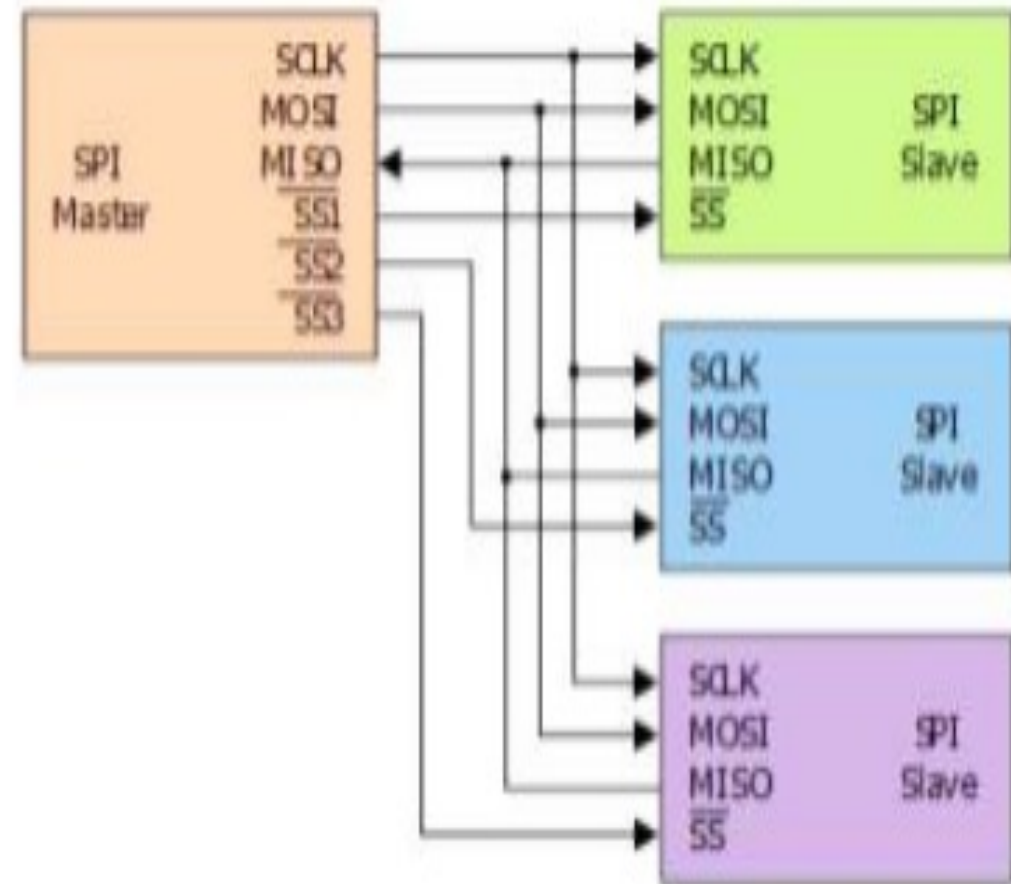 SPI
Master
SCLK
MOSI
MISO
SS1
SS2
SS3
SCLK
MOSI
MISO
SS
SPI
Slave
SCLK
MOSI
MISO
SS
SPI
Slave
SCLK
MOSI
MISO
SS
SPI
Slave